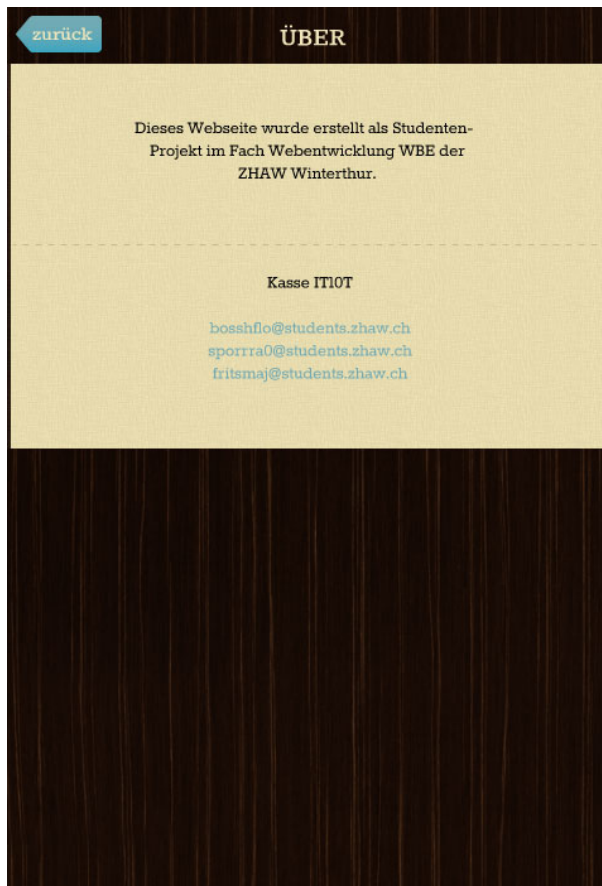 zurück
ÜBER
Dieses Webseite wurde erstellt als Studenten-
Projekt im Fach Webentwicklung WBE der
ZHAW Winterthur.
Kasse IT10T
bosshflo@students.zhaw.ch
sporrra0@students.zhaw.ch
fritsmaj@students.zhaw.ch